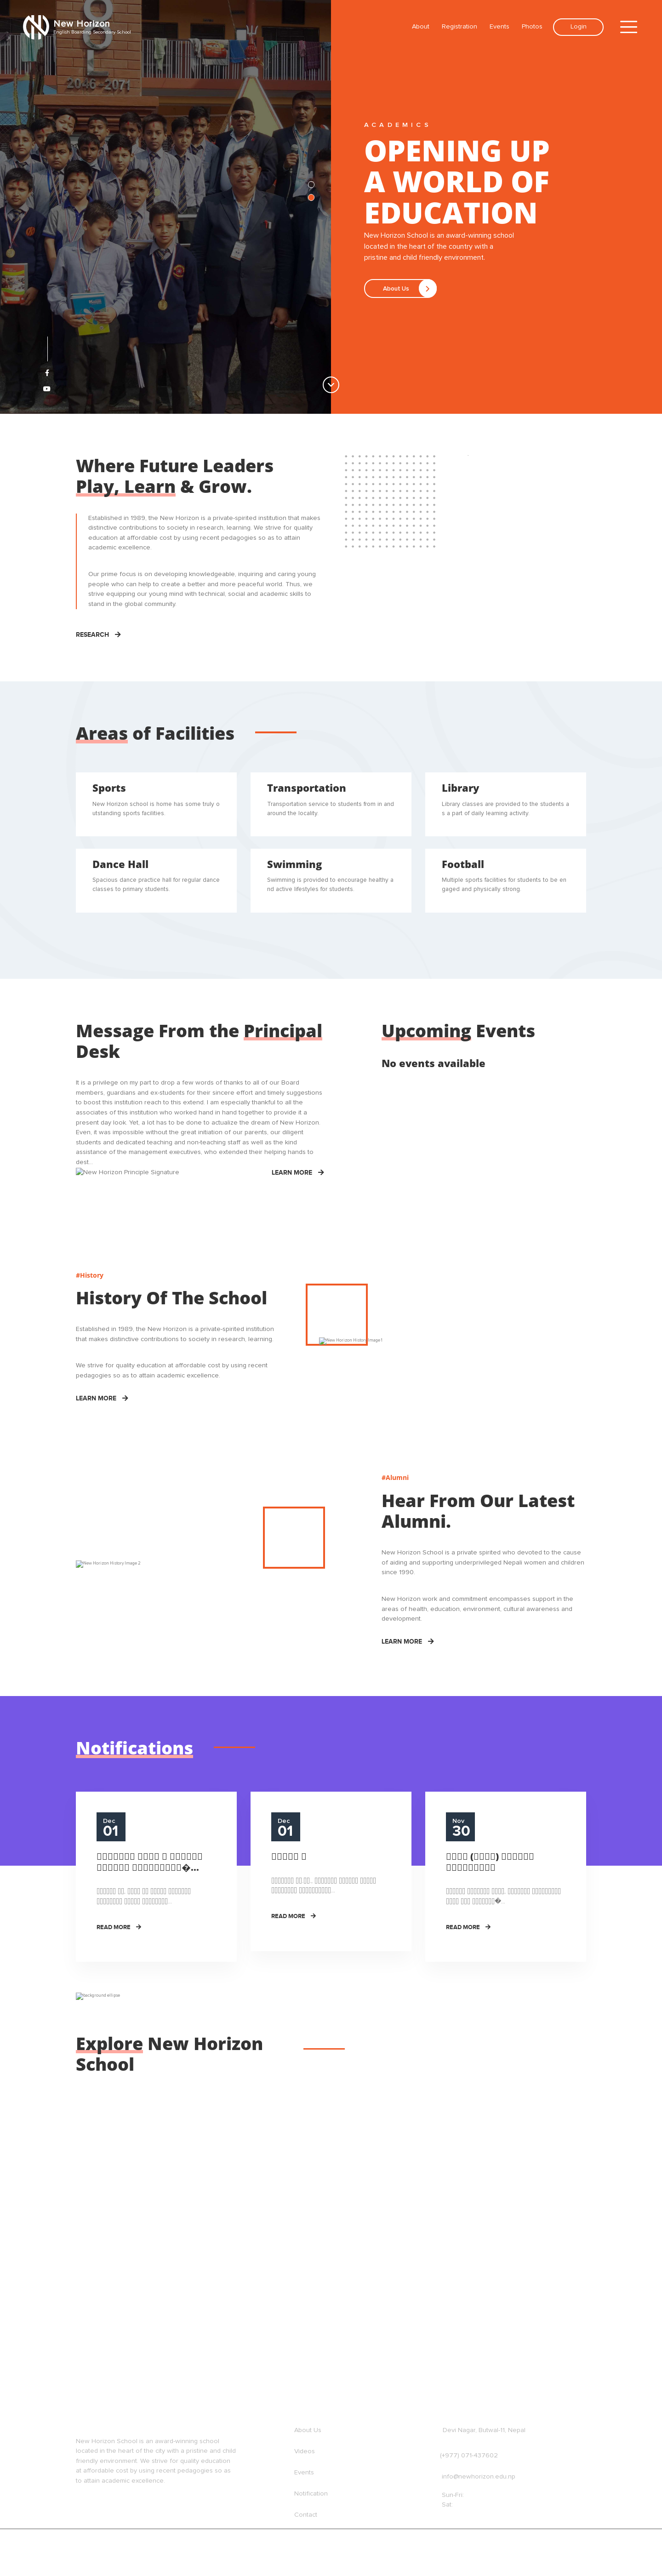 New Horizon
English Boarding Secondary School
About Registration Events Photos Login
2046 2071
ACADEMICS
OPENING UP
A WORLD OF
EDUCATION
New Horizon School is an award-winning school
located in the heart of the country with a
pristine and child friendly environment.
About Us
Where Future Leaders
Play, Learn & Grow.
Established in 1989, the New Horizon is a private-spirited institution that makes
distinctive contributions to society in research, learning. We strive for quality
education at affordable cost by using recent pedagogies so as to attain
academic excellence.
Our prime focus is on developing knowledgeable, inquiring and caring young
people who can help to create a better and more peaceful world. Thus, we
strive equipping our young mind with technical, social and academic skills to
stand in the global community.
RESEARCH
Areas of Facilities
Sports
New Horizon school is home has some truly o
utstanding sports facilities.
Transportation
Transportation service to students from in and
around the locality.
Library
Library classes are provided to the students a
s a part of daily learning activity.
Dance Hall
Spacious dance practice hall for regular dance
classes to primary students.
Swimming
Swimming is provided to encourage healthy a
nd active lifestyles for students.
Football
Multiple sports facilities for students to be en
gaged and physically strong.
Message From the Principal
Desk
It is a privilege on my part to drop a few words of thanks to all of our Board
members, guardians and ex-students for their sincere effort and timely suggestions
to boost this institution reach to this extend. I am especially thankful to all the
associates of this institution who worked hand in hand together to provide it a
present day look. Yet, a lot has to be done to actualize the dream of New Horizon.
Even, it was impossible without the great initiation of our parents, our diligent
students and dedicated teaching and non-teaching staff as well as the kind
assistance of the management executives, who extended their helping hands to
dest...
New Horizon Principle Signature
LEARN MORE
Upcoming Events
No events available
#History
History Of The School
Established in 1989, the New Horizon is a private-spirited institution
that makes distinctive contributions to society in research, learning.
We strive for quality education at affordable cost by using recent
pedagogies so as to attain academic excellence.
LEARN MORE
New Horizon History Image 1
New Horizon History Image 2
#Alumni
Hear From Our Latest
Alumni.
New Horizon School is a private spirited who devoted to the cause
of aiding and supporting underprivileged Nepali women and children
since 1990.
New Horizon work and commitment encompasses support in the
areas of health, education, environment, cultural awareness and
development.
LEARN MORE
Notifications
Dec
01
READ MORE
Dec
01
READ MORE
Nov
30
READ MORE
Background ellipse
Explore New Horizon
School
New Horizon School is an award-winning school
located in the heart of the city with a pristine and child
friendly environment. We strive for quality education
at affordable cost by using recent pedagogies so as
to attain academic excellence.
About Us
Videos
Events
Notification
Contact
Devi Nagar, Butwal-11, Nepal
(+977) 071-437602
info@newhorizon.edu.np
Sun-Fri:
Sat: